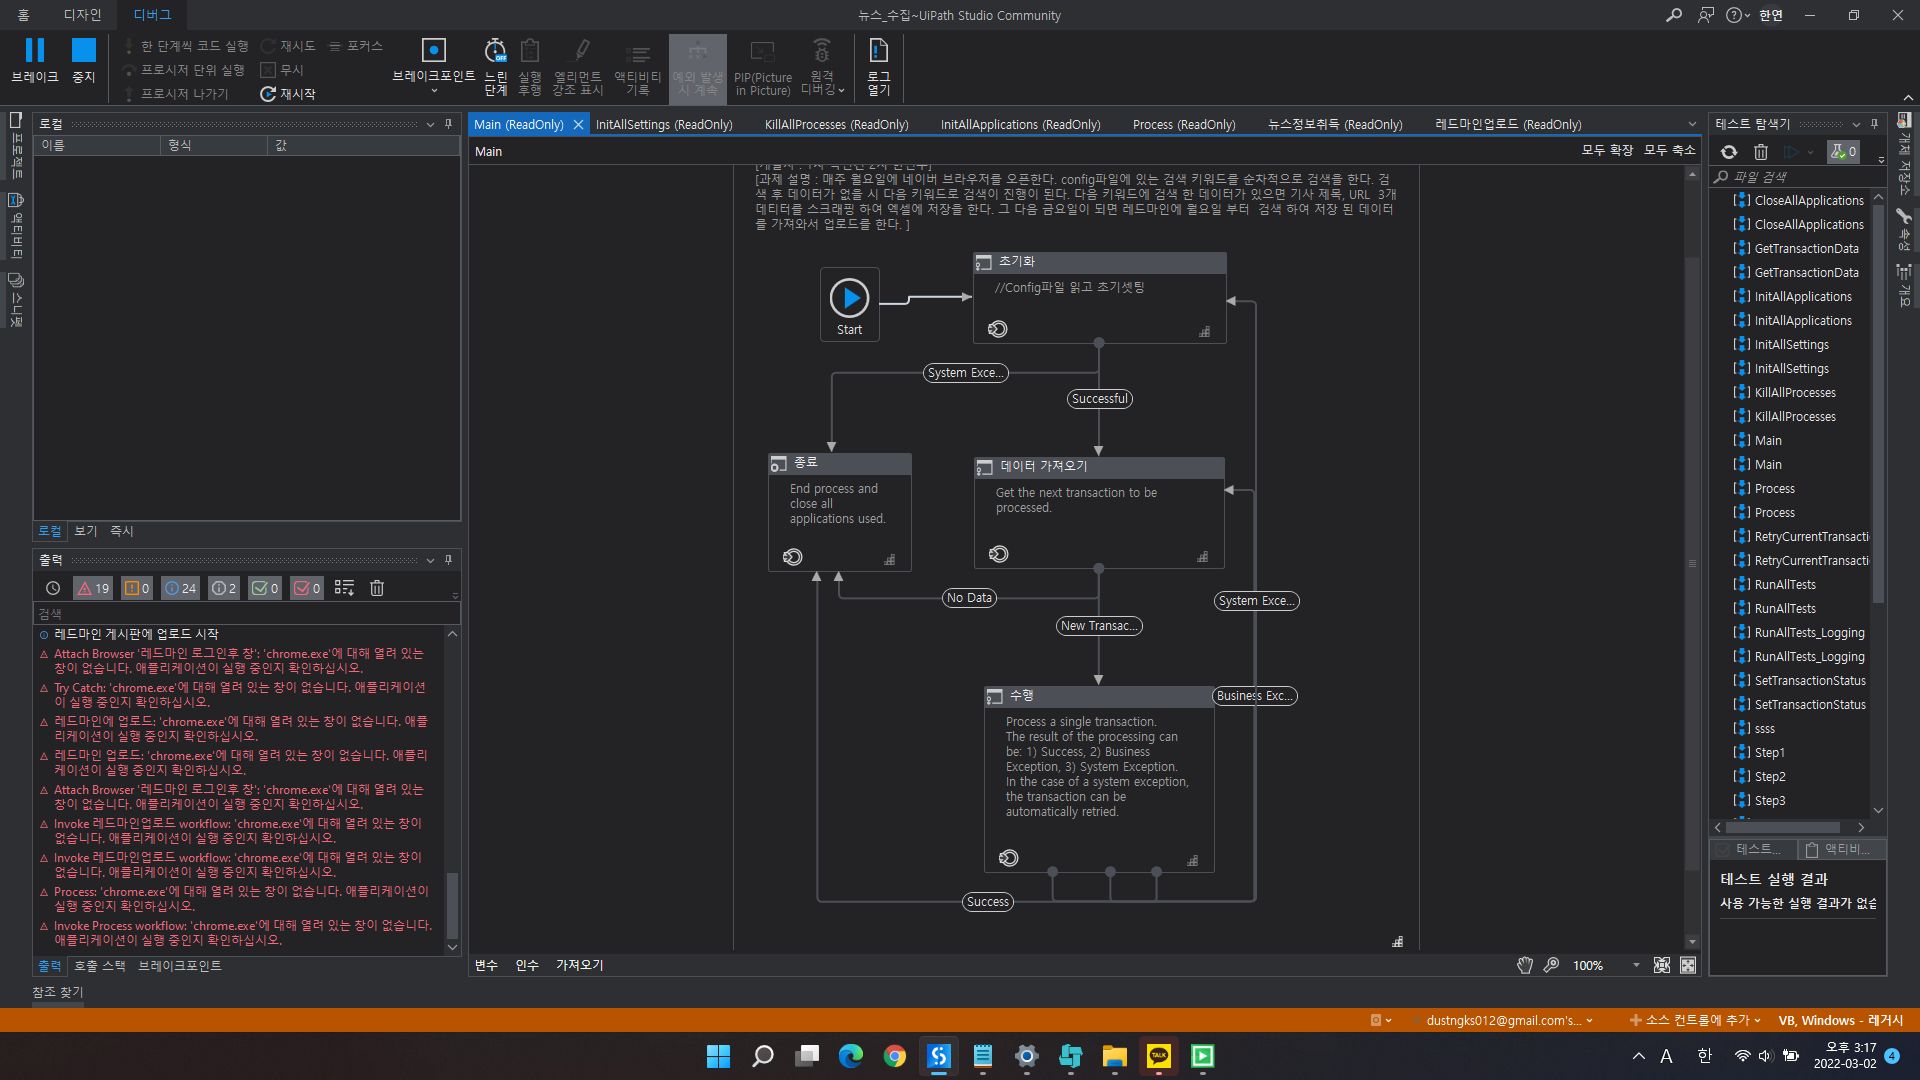 홈
디자인
디버그
뉴스_수집~UiPath Studio Community
한연
브레이크
중지
한 단계씩 코드 실행
프로시저 단위 실행
프로시저 나가기
재시도
포커스
무시
재시작
브레이크포인트
느린
단계
실행
후행
엘리먼트
강조 표시
액티비티
기록
예외 발생
시 계속
PIP(Picture
in Picture)
원격
디버깅
로그
열기
프로젝트
액티비티
스니펫
로컬
이름
형식
값
로컬
보기
즉시
출력
19
0
24
2
0
0
검색
레드마인 게시판에 업로드 시작
Attach Browser '레드마인 로그인후 창': 'chrome.exe'에 대해 열려 있는
창이 없습니다. 애플리케이션이 실행 중인지 확인하십시오.
Try Catch: 'chrome.exe'에 대해 열려 있는 창이 없습니다. 애플리케이션
이 실행 중인지 확인하십시오.
레드마인에 업로드: 'chrome.exe'에 대해 열려 있는 창이 없습니다. 애플
리케이션이 실행 중인지 확인하십시오.
레드마인 업로드: 'chrome.exe'에 대해 열려 있는 창이 없습니다. 애플리
케이션이 실행 중인지 확인하십시오.
Attach Browser '레드마인 로그인후 창': 'chrome.exe'에 대해 열려 있는
창이 없습니다. 애플리케이션이 실행 중인지 확인하십시오.
Invoke 레드마인업로드 workflow: 'chrome.exe'에 대해 열려 있는 창이
없습니다. 애플리케이션이 실행 중인지 확인하십시오.
Invoke 레드마인업로드 workflow: 'chrome.exe'에 대해 열려 있는 창이
없습니다. 애플리케이션이 실행 중인지 확인하십시오.
Process: 'chrome.exe'에 대해 열려 있는 창이 없습니다. 애플리케이션이
실행 중인지 확인하십시오.
Invoke Process workflow: 'chrome.exe'에 대해 열려 있는 창이 없습니다.
애플리케이션이 실행 중인지 확인하십시오.
출력
호출 스택
브레이크포인트
참조 찾기
Main (ReadOnly)
InitAllSettings (ReadOnly)
KillAllProcesses (ReadOnly)
InitAllApplications (ReadOnly)
Process (ReadOnly)
뉴스정보취득 (ReadOnly)
레드마인업로드 (ReadOnly)
Main
모두 확장
모두 축소
[과제 설명 : 매주 월요일에 네이버 브라우저를 오픈한다. config파일에 있는 검색 키워드를 순차적으로 검색을 한다. 검
색 후 데이터가 없을 시 다음 키워드로 검색이 진행이 된다. 다음 키워드에 검색 한 데이터가 있으면 기사 제목, URL 3개
데티터를 스크래핑 하여 엑셀에 저장을 한다. 그 다음 금요일이 되면 레드마인에 월요일 부터 검색 하여 저장 된 데이터
를 가져와서 업로드를 한다. ]
Start
초기화
//Config파일 읽고 초기셋팅
System Exce...
Successful
종료
End process and
close all
applications used.
데이터 가져오기
Get the next transaction to be
processed.
No Data
New Transac...
System Exce...
수행
Business Exc...
Process a single transaction.
The result of the processing can
be: 1) Success, 2) Business
Exception, 3) System Exception.
In the case of a system exception,
the transaction can be
automatically retried.
Success
변수
인수
가져오기
100%
테스트 탐색기
0
파일 검색
CloseAllApplications
CloseAllApplications
GetTransactionData
GetTransactionData
InitAllApplications
InitAllApplications
InitAllSettings
InitAllSettings
KillAllProcesses
KillAllProcesses
Main
Main
Process
Process
RetryCurrentTransacti
RetryCurrentTransacti
RunAllTests
RunAllTests
RunAllTests_Logging
RunAllTests_Logging
SetTransactionStatus
SetTransactionStatus
ssss
Step1
Step2
Step3
테스트...
액티비...
테스트 실행 결과
사용 가능한 실행 결과가 없습
개체 저장소
속성
개요
dustngks012@gmail.com's...
소스 컨트롤에 추가
VB, Windows - 레거시
TALK
A
한
오후 3:17
2022-03-02
4